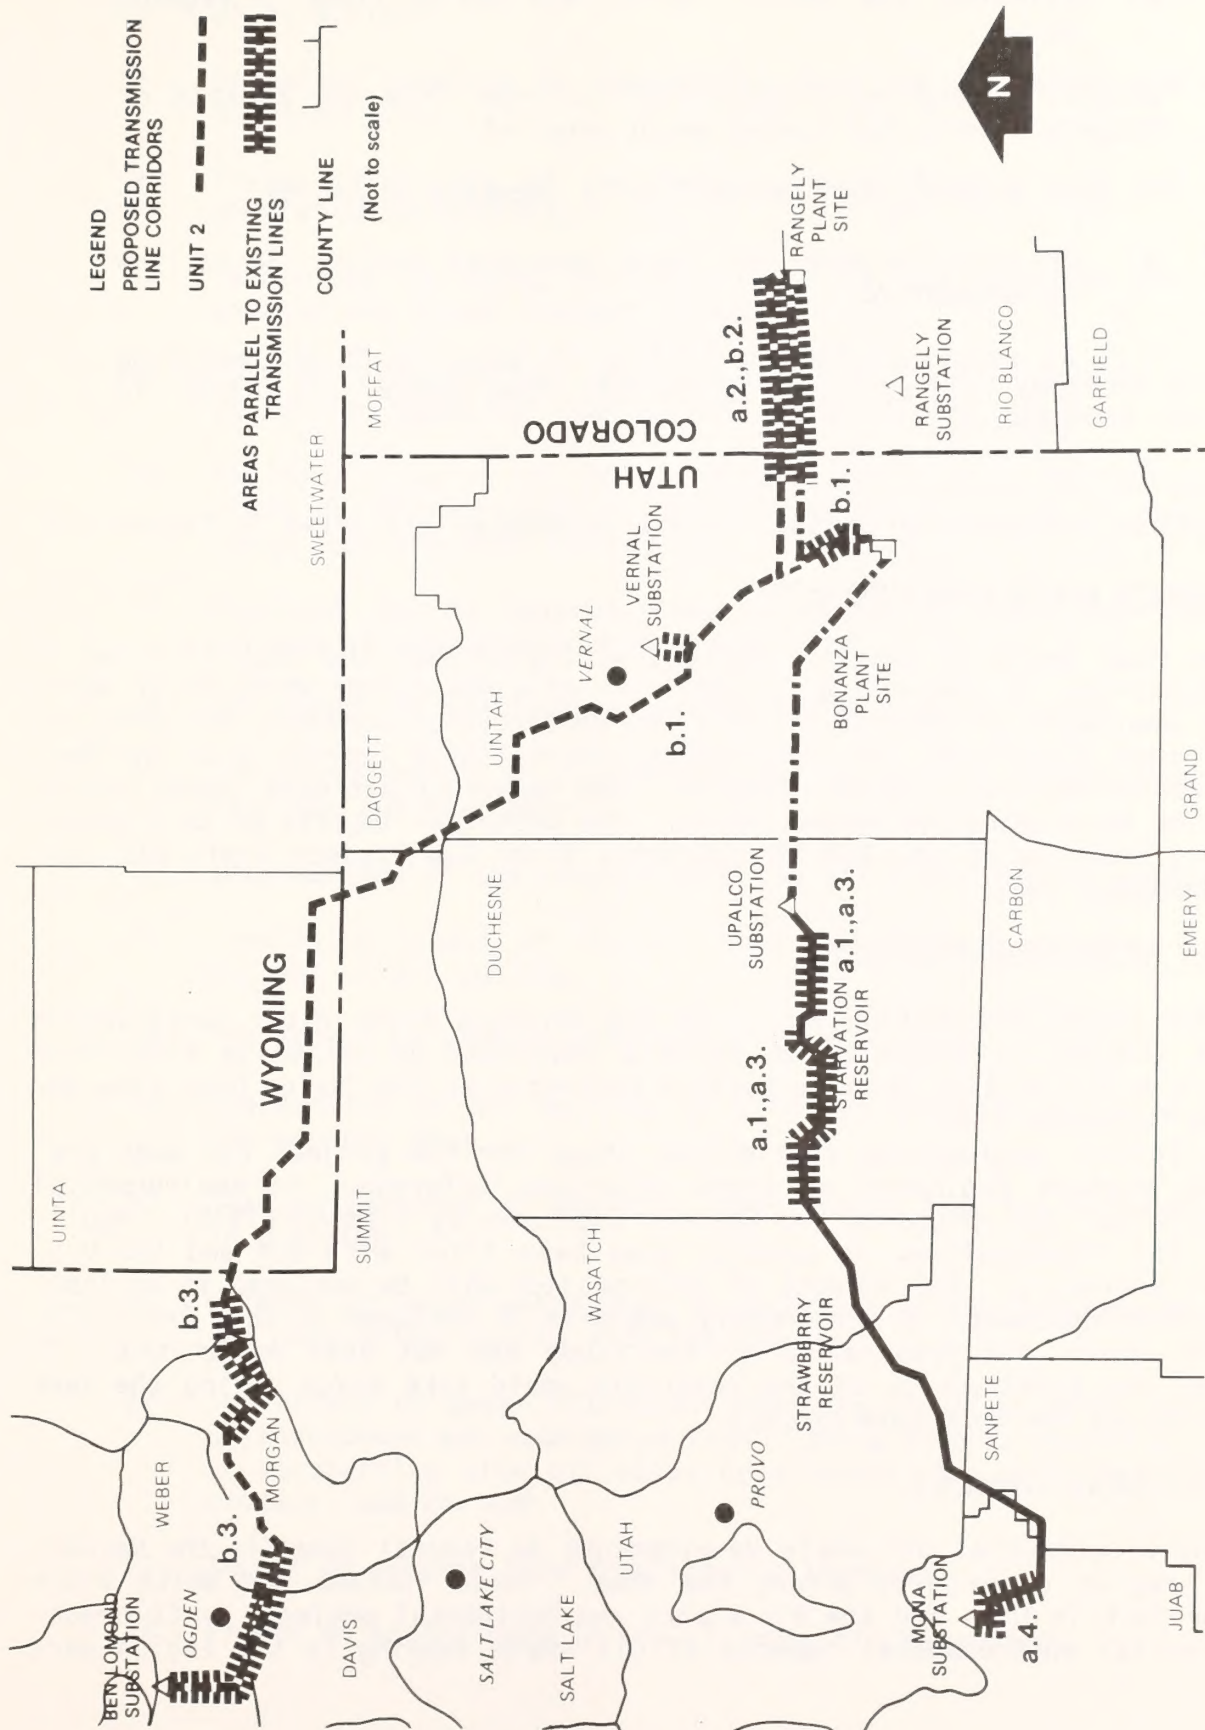 LEGEND
PROPOSED TRANSMISSION
LINE CORRIDORS
UNIT 2
AREAS PARALLEL TO EXISTING
TRANSMISSION LINES
COUNTY LINE
(Not to scale)
N
BEN LOMOND
SUBSTATION
OGDEN
WEBER
b.3.
MORGAN
b.3.
UINTA
WYOMING
SUMMIT
SWEETWATER
DAGGETT
MOFFAT
DAVIS
SALT LAKE CITY
SALT LAKE
UTAH
PROVO
WASATCH
DUCHESNE
UINTAH
VERNAL
VERNAL
SUBSTATION
b.1.
UTAH
COLORADO
a.2.,b.2.
RANGELY
PLANT
SITE
b.1.
BONANZA
PLANT
SITE
RANGELY
SUBSTATION
RIO BLANCO
GARFIELD
UPALCO
SUBSTATION
a.1.,a.3.
STARVATION
RESERVOIR
a.1.,a.3.
STRAWBERRY
RESERVOIR
MONA
SUBSTATION
a.4.
SANPETE
JUAB
CARBON
EMERY
GRAND